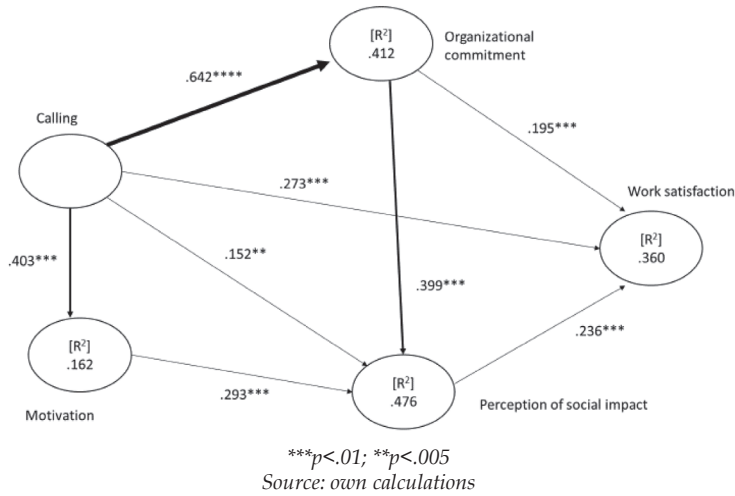 [R²]
.412
Organizational
commitment
.642****
Calling
.195***
.273***
Work satisfaction
[R²]
.360
.403***
.152**
.399***
.236***
[R²]
.162
.293***
[R²]
.476
Motivation
Perception of social impact
***p<.01; **p<.005
Source: own calculations